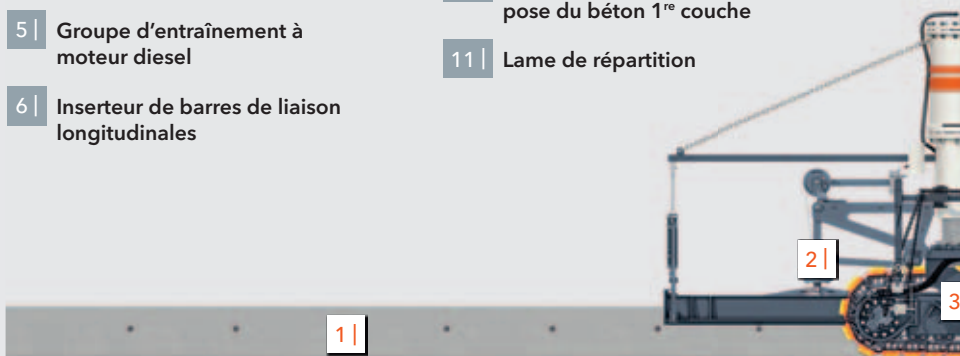 5 | Groupe d'entraînement à
moteur diesel
6 | Inserteur de barres de liaison
longitudinales
pose du béton 1re couche
11 | Lame de répartition
2 |
3
1 |